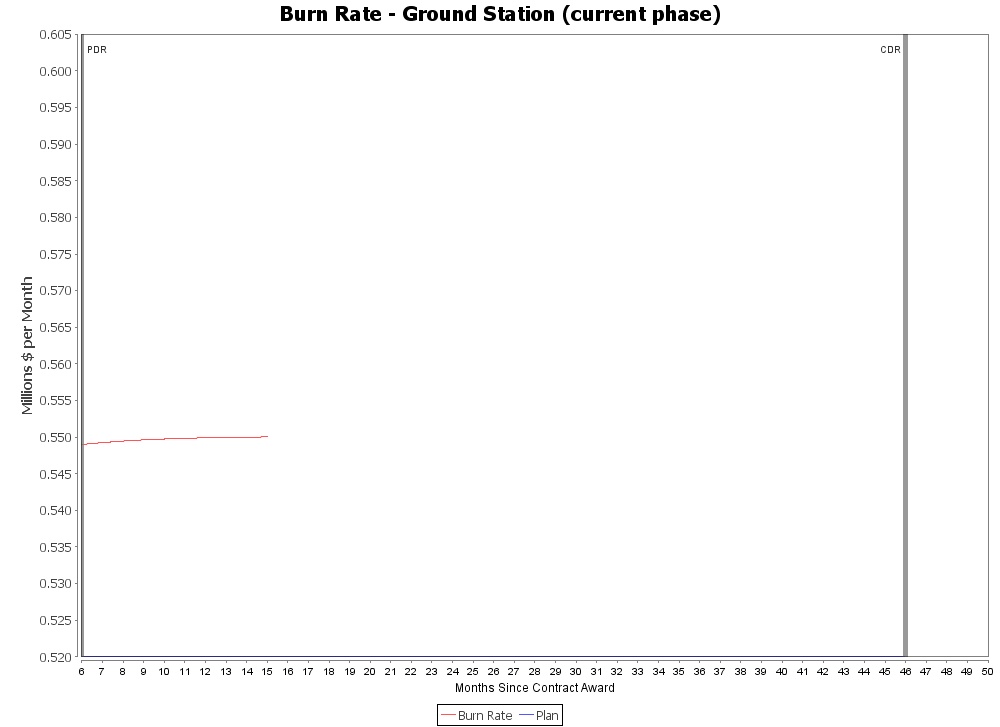 Burn Rate - Ground Station (current phase)
0.605
PDR
CDR
0.600
0.595
0.590
0.585
0.580
0.575
0.570
0.565
0.560
0.555
0.550
0.545
0.540
0.535
0.530
0.525
0.520
Millions $ per Month
6 7 8 9 10 11 12 13 14 15 16 17 18 19 20 21 22 23 24 25 26 27 28 29 30 31 32 33 34 35 36 37 38 39 40 41 42 43 44 45 46 47 48 49 50
Months Since Contract Award
Burn Rate Plan